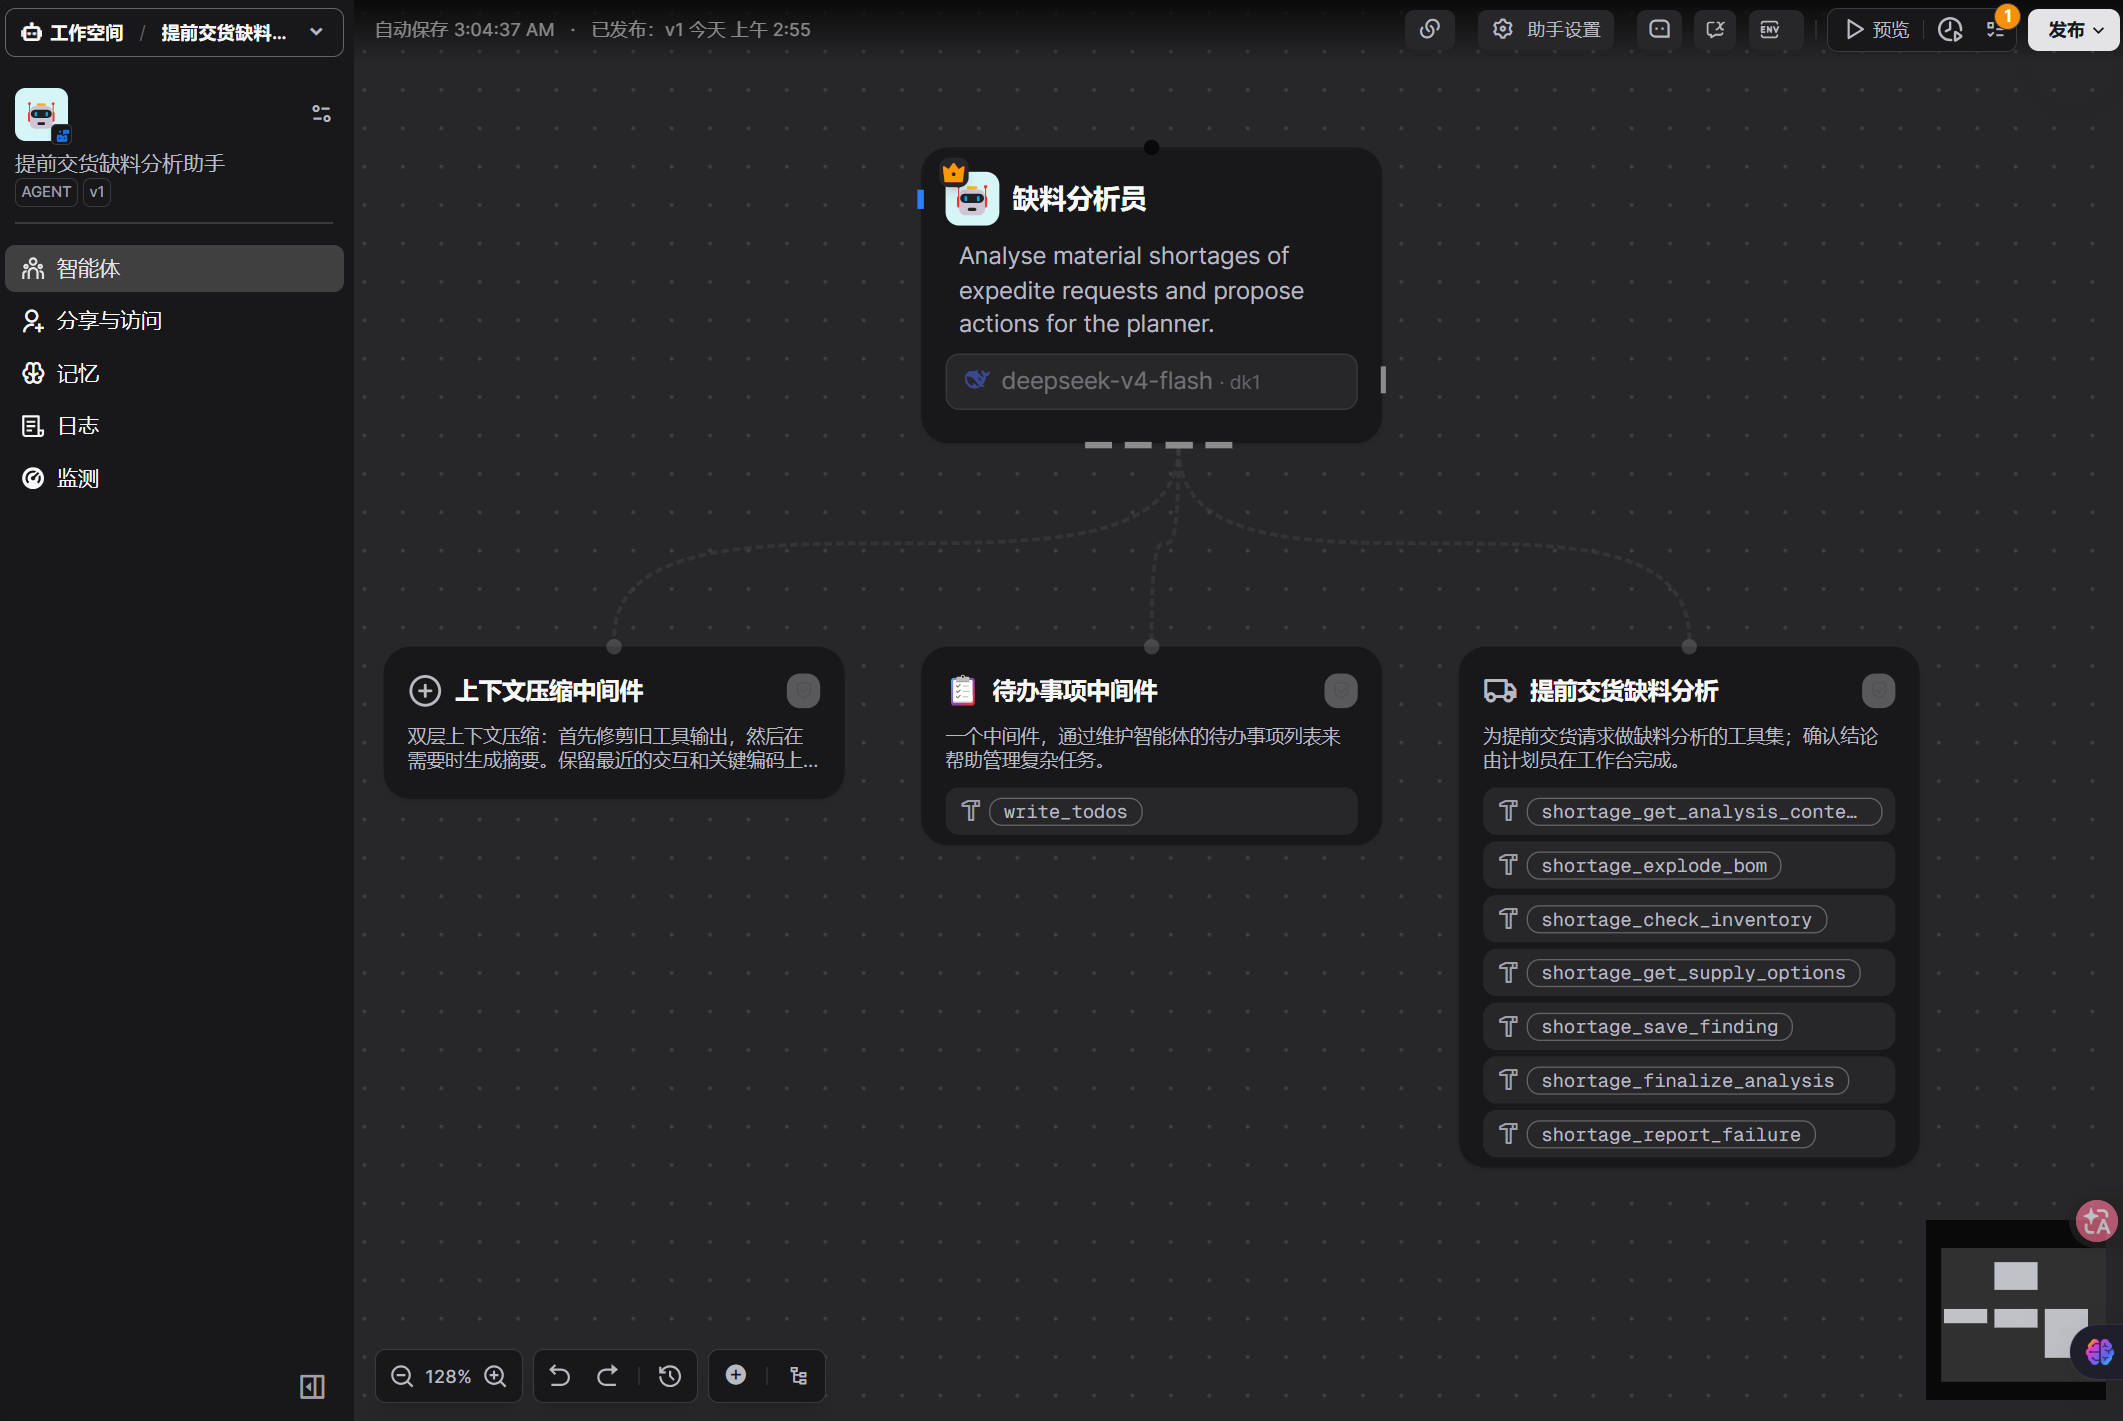 工作空间 / 提前交货缺料...
自动保存 3:04:37 AM · 已发布：v1 今天 上午 2:55
助手设置
ENV
预览
1
发布
提前交货缺料分析助手
AGENT v1
智能体
分享与访问
记忆
日志
监测
缺料分析员
Analyse material shortages of
expedite requests and propose
actions for the planner.
deepseek-v4-flash · dk1
上下文压缩中间件
双层上下文压缩：首先修剪旧工具输出，然后在
需要时生成摘要。保留最近的交互和关键编码上...
待办事项中间件
一个中间件，通过维护智能体的待办事项列表来
帮助管理复杂任务。
write_todos
提前交货缺料分析
为提前交货请求做缺料分析的工具集；确认结论
由计划员在工作台完成。
shortage_get_analysis_conte…
shortage_explode_bom
shortage_check_inventory
shortage_get_supply_options
shortage_save_finding
shortage_finalize_analysis
shortage_report_failure
128%